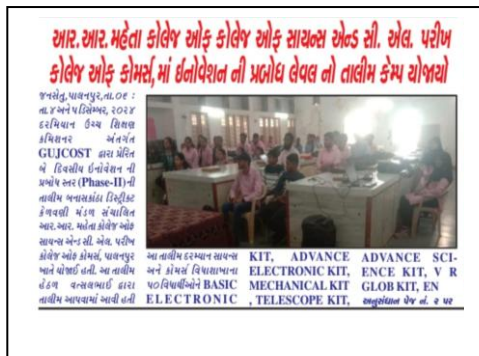 આર.આર.મહેતા કોલેજ ઓફ કોલેજ ઓફ સાયન્સ એન્ડ સી. એલ. પરીખ
કોલેજ ઓફ કોમર્સ,માં ઈનોવેશન ની પ્રબોધ લેવલ નો તાલીમ કેમ્પ યોજાયો
જનસેતુ,પાલનપુર,તા.૦૬ :
તા.૪ અને ૫ ડિસેમ્બર, ૨૦૨૪
દરમિયાન ઉચ્ચ શિક્ષણ
કમિશનર અંતર્ગત
GUJCOST દ્વારા પ્રેરિત
બે દિવસીય ઇનોવેશન ની
પ્રબોધ સ્તર (Phase-II) ની
તાલીમ બનાસકાંઠા ડિસ્ટ્રીક્ટ
કેળવણી મંડળ સંચાલિત
આર.આર. મહેતા કોલેજ ઓફ
સાયન્સ એન્ડ સી. એલ. પરીખ
કોલેજ ઓફ કોમર્સ, પાલનપુર
ખાતે યોજાઈ હતી. આ તાલીમ
હેઠળ વત્સલભાઈ દ્વારા
તાલીમ આપવામાં આવી હતી
આ તાલીમ દરમ્યાન સાયન્સ
અને કોમર્સ વિદ્યાશાખાના
૫૦ વિદ્યાર્થીઓને BASIC
ELECTRONIC
KIT, ADVANCE
ELECTRONIC KIT,
MECHANICAL KIT
, TELESCOPE KIT,
ADVANCE SCI-
ENCE KIT, V R
GLOB KIT, EN
અનુસંધાન પેજ નં. ૨ પર